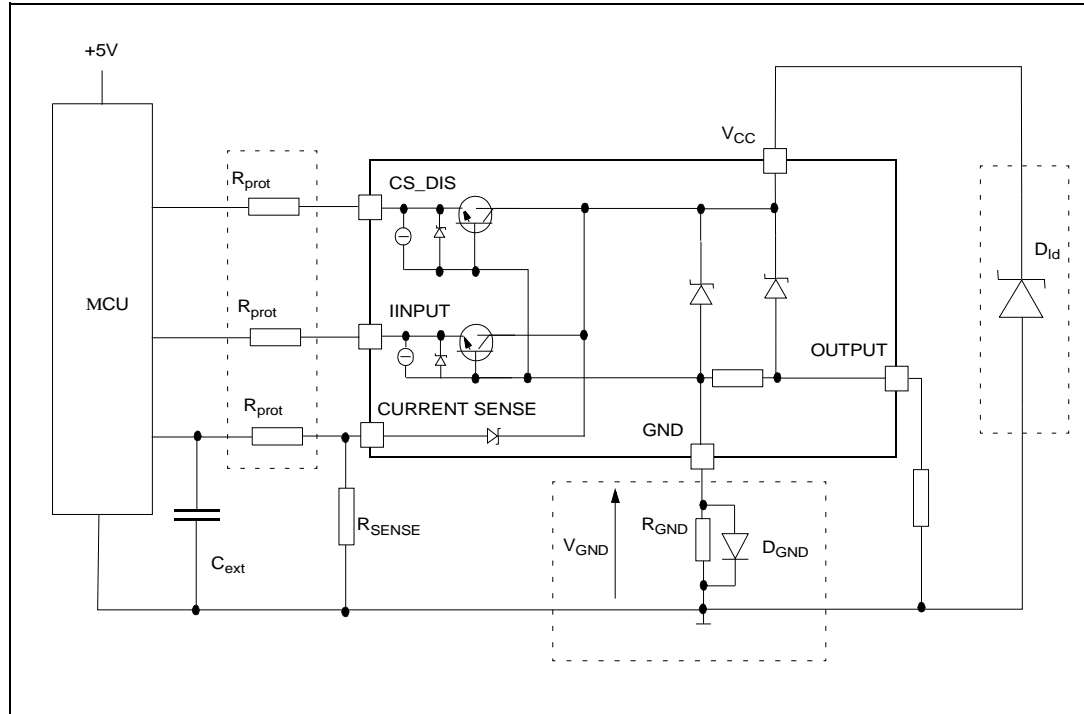 +5V
VCC
Rprot
CS_DIS
Dld
MCU
Rprot
IINPUT
OUTPUT
Rprot
CURRENT SENSE
GND
RSENSE
RGND
VGND
DGND
Cext